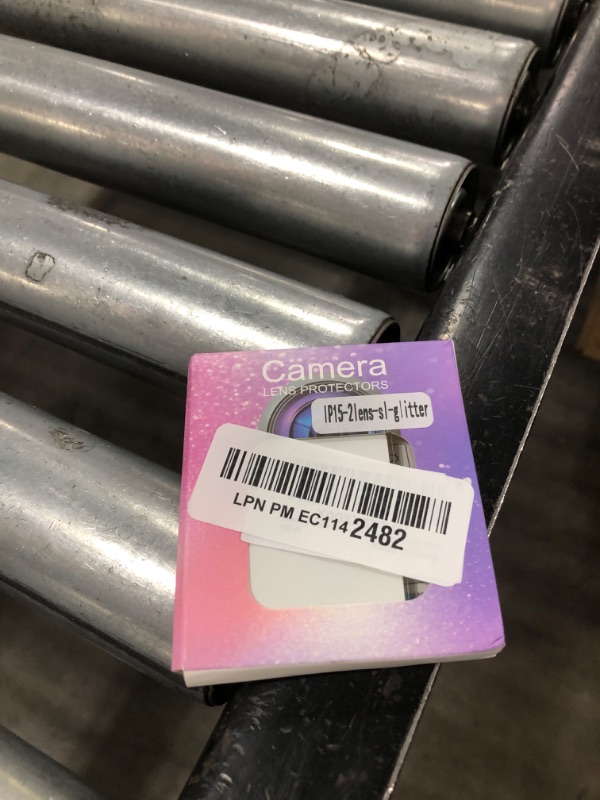 Camera
LENS PROTECTORS
IP15-2lens-sl-glitter
LPN PM EC114 2482